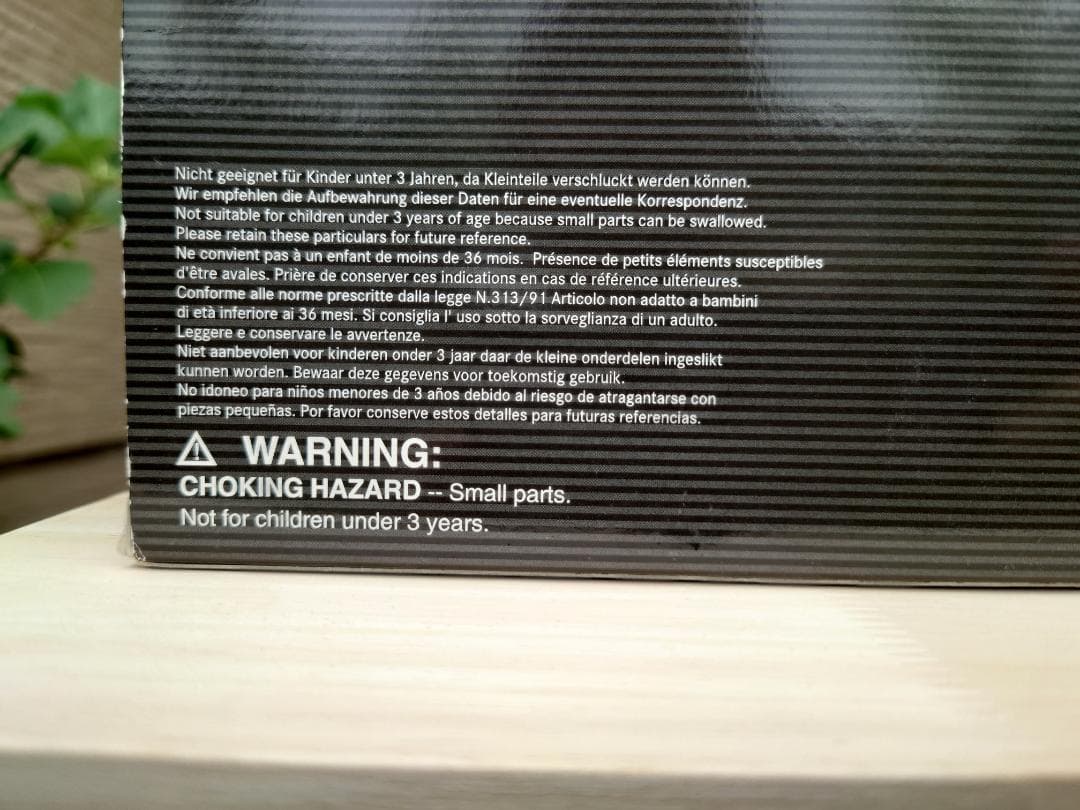 Nicht geeignet für Kinder unter 3 Jahren, da Kleinteile verschluckt werden können.
Wir empfehlen die Aufbewahrung dieser Daten für eine eventuelle Korrespondenz.
Not suitable for children under 3 years of age because small parts can be swallowed.
Please retain these particulars for future reference.
Ne convient pas à un enfant de moins de 36 mois. Présence de petits éléments susceptibles
d'être avales. Prière de conserver ces indications en cas de référence ultérieures.
Conforme alle norme prescritte dalla legge N.313/91 Articolo non adatto a bambini
di età inferiore ai 36 mesi. Si consiglia l' uso sotto la sorveglianza di un adulto.
Leggere e conservare le avvertenze.
Niet aanbevolen voor kinderen onder 3 jaar daar de kleine onderdelen ingeslikt
kunnen worden. Bewaar deze gegevens voor toekomstig gebruik.
No idoneo para niños menores de 3 años debido al riesgo de atragantarse con
piezas pequeñas. Por favor conserve estos detalles para futuras referencias.
WARNING:
CHOKING HAZARD -- Small parts.
Not for children under 3 years.